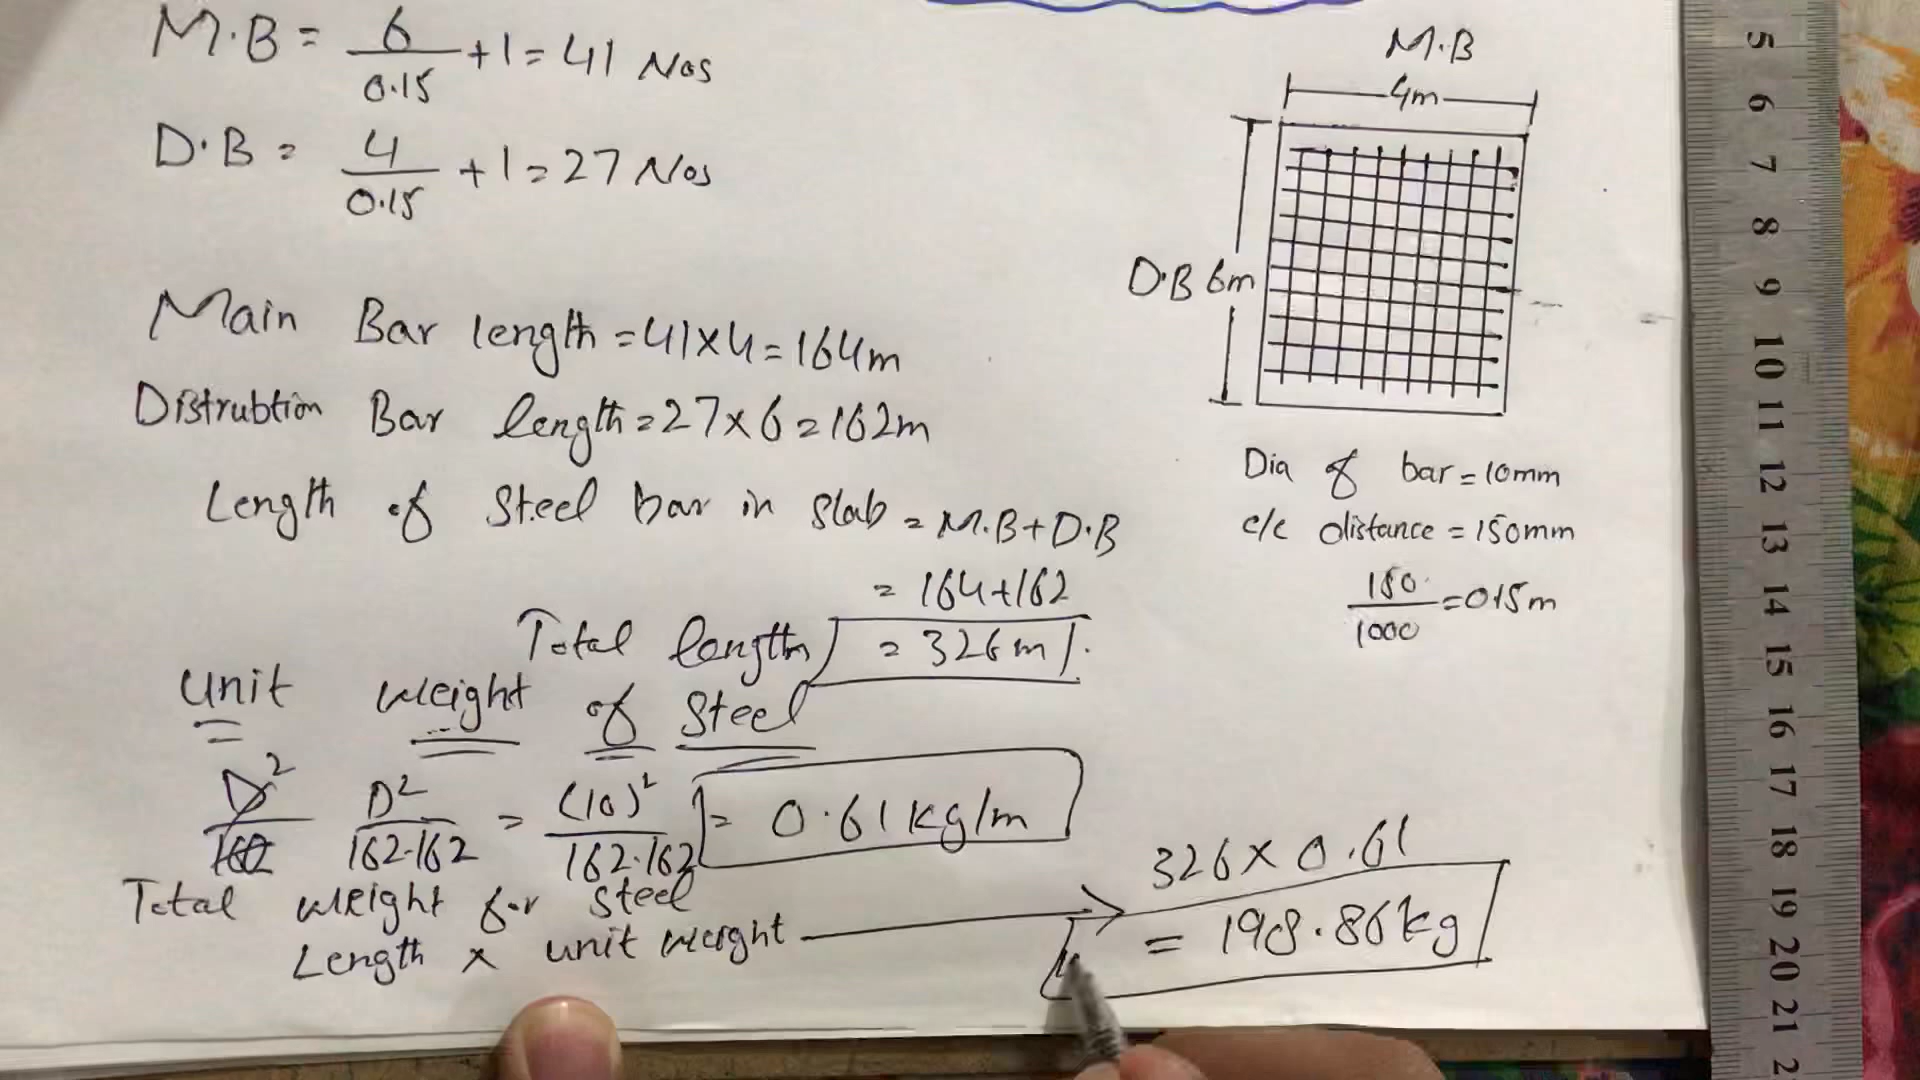 M.B = 6/0.15 + 1 = 41 Nos
D.B = 4/0.15 + 1 = 27 Nos
Main Bar length = 41 x 4 = 164m
Distrubtion Bar length = 27 x 6 = 162m
Length of Steel bar in slab = M.B + D.B
= 164 + 162
Total length = 326m
Unit weight of Steel
D²/162 D²/162.162 = (10)²/162.162 = 0.61 kg/m
Total weight for steel
Length x unit weight
326 x 0.61
= 198.86 kg
M.B
4m
D.B 6m
Dia of bar = 10mm
c/c distance = 150mm
150/1000 = 0.15m
5
6
7
8
9
10
11
12
13
14
15
16
17
18
19
20
21
2